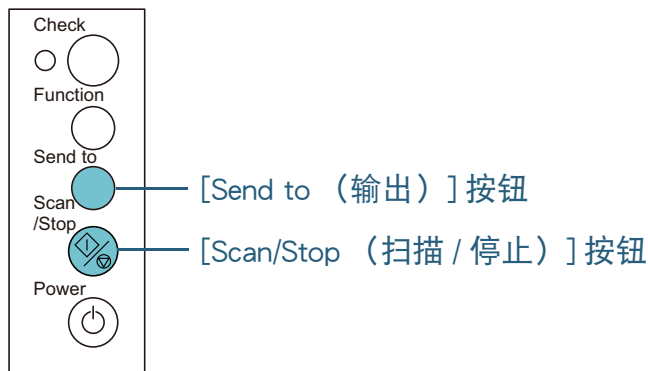 Check
Function
Send to
[Send to （输出）] 按钮
Scan
/Stop
[Scan/Stop （扫描 / 停止）] 按钮
Power